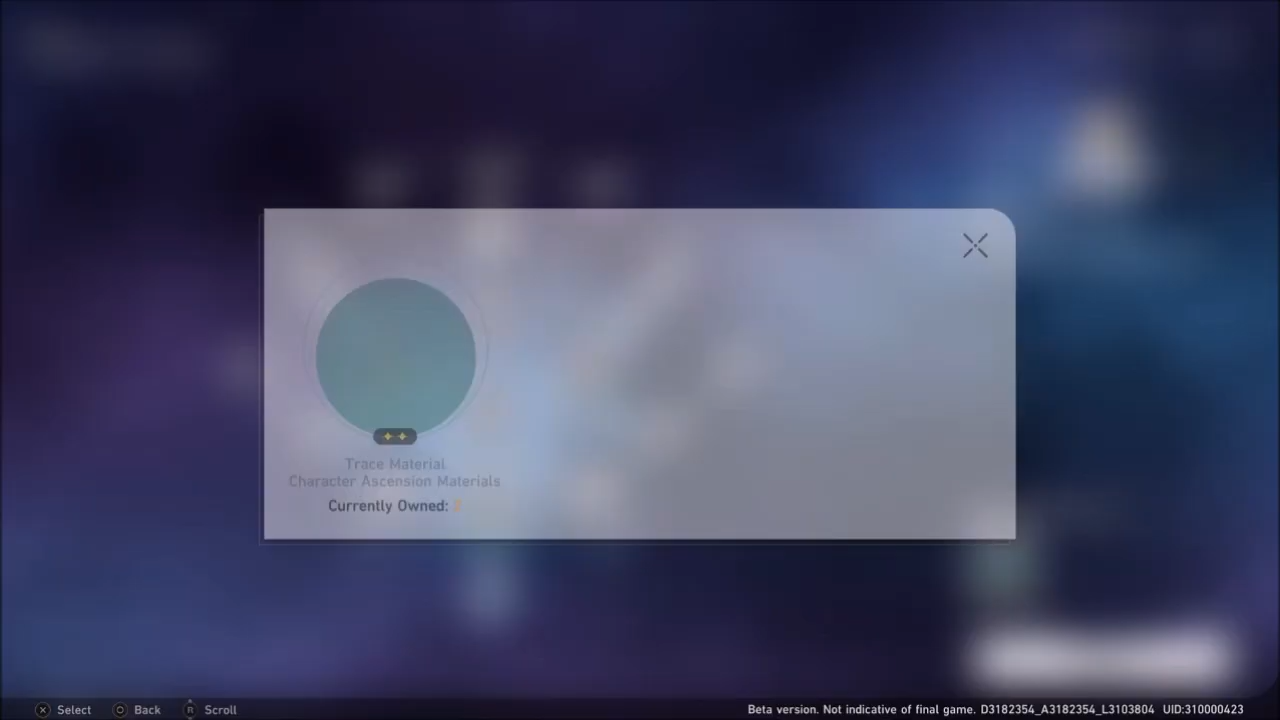 Trace Material
Character Ascension Materials
Currently Owned:
Select
Back
R
Scroll
Beta version. Not indicative of final game. D3182354_A3182354_L3103804 UID:310000423